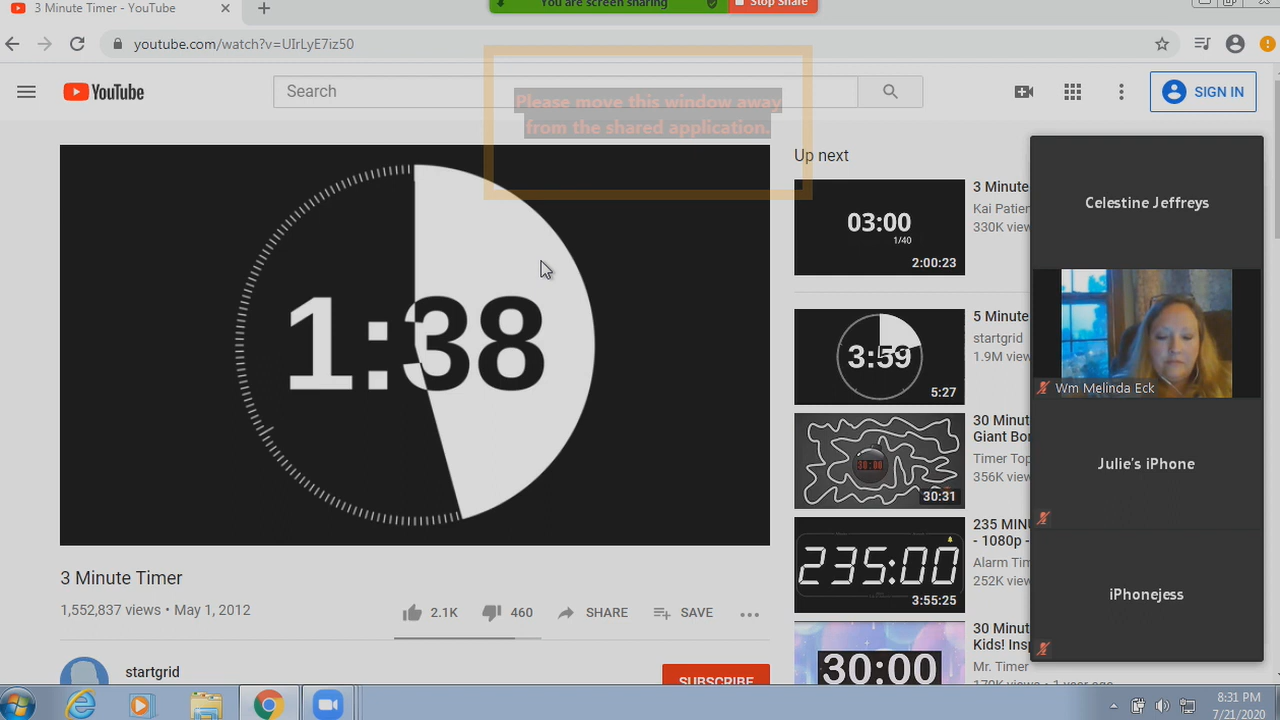 3 Minute Timer - YouTube
You are screen sharing
Stop Share
youtube.com/watch?v=UIrLyE7iz50
YouTube
Search
SIGN IN
Please move this window away
from the shared application.
1:38
3 Minute Timer
1,552,837 views • May 1, 2012
2.1K
460
SHARE
SAVE
startgrid
SUBSCRIBE
Up next
03:00
1/40
2:00:23
3 Minute
Kai Patien
330K view
3:59
5:27
5 Minute
startgrid
1.9M view
30:00
30:31
30 Minut
Giant Bor
Timer Top
356K view
235:00
3:55:25
235 MINU
- 1080p -
Alarm Tim
252K view
30:00
30 Minut
Kids! Insp
Mr. Timer
Celestine Jeffreys
Wm Melinda Eck
Julie's iPhone
iPhonejess
8:31 PM
7/21/2020